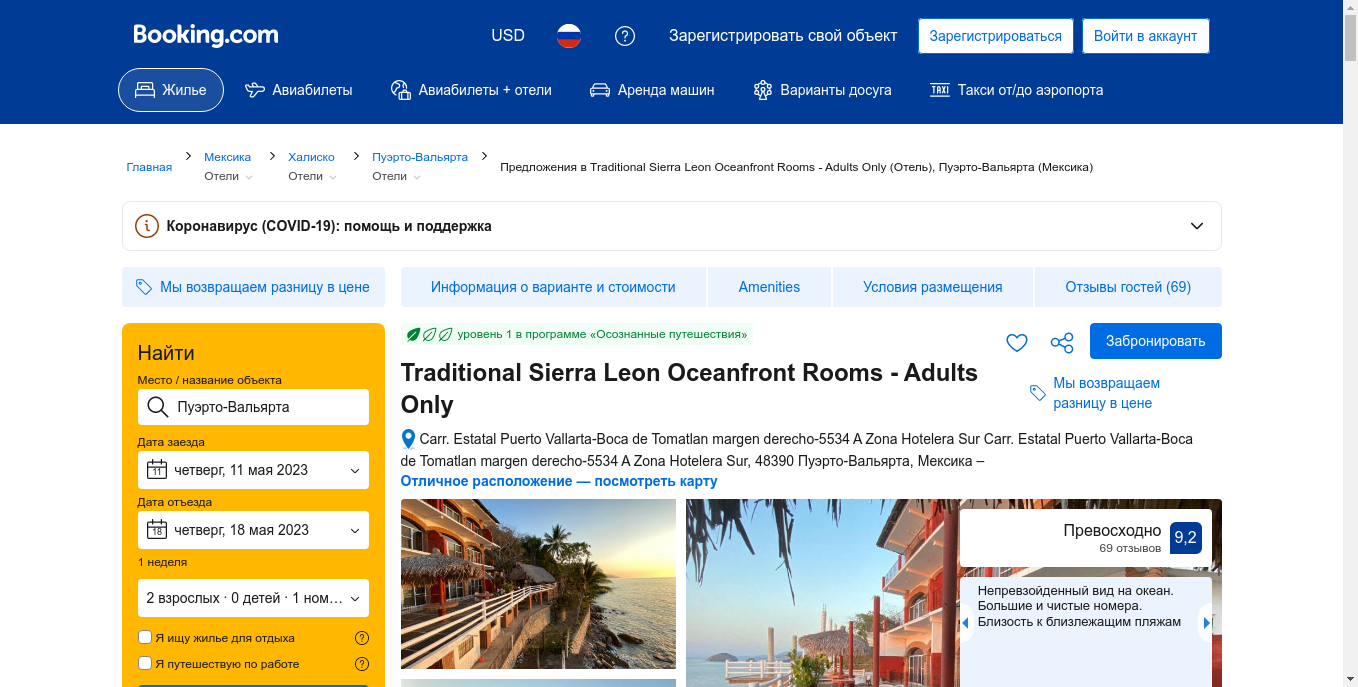 Booking.com
USD
Зарегистрировать свой объект
Зарегистрироваться
Войти в аккаунт
Жилье
Авиабилеты
Авиабилеты + отели
Аренда машин
Варианты досуга
TAXI
Такси от/до аэропорта
Главная
Мексика
Отели
Халиско
Отели
Пуэрто-Вальярта
Отели
Предложения в Traditional Sierra Leon Oceanfront Rooms - Adults Only (Отель), Пуэрто-Вальярта (Мексика)
Коронавирус (COVID-19): помощь и поддержка
Мы возвращаем разницу в цене
Информация о варианте и стоимости
Amenities
Условия размещения
Отзывы гостей (69)
Найти
Место / название объекта
Пуэрто-Вальярта
Дата заезда
11
четверг, 11 мая 2023
Дата отъезда
18
четверг, 18 мая 2023
1 неделя
2 взрослых · 0 детей · 1 ном…
Я ищу жилье для отдыха
Я путешествую по работе
уровень 1 в программе «Осознанные путешествия»
Забронировать
Traditional Sierra Leon Oceanfront Rooms - Adults
Only
Мы возвращаем
разницу в цене
Carr. Estatal Puerto Vallarta-Boca de Tomatlan margen derecho-5534 A Zona Hotelera Sur Carr. Estatal Puerto Vallarta-Boca
de Tomatlan margen derecho-5534 A Zona Hotelera Sur, 48390 Пуэрто-Вальярта, Мексика –
Отличное расположение — посмотреть карту
Превосходно
69 отзывов
9,2
Непревзойденный вид на океан.
Большие и чистые номера.
Близость к близлежащим пляжам